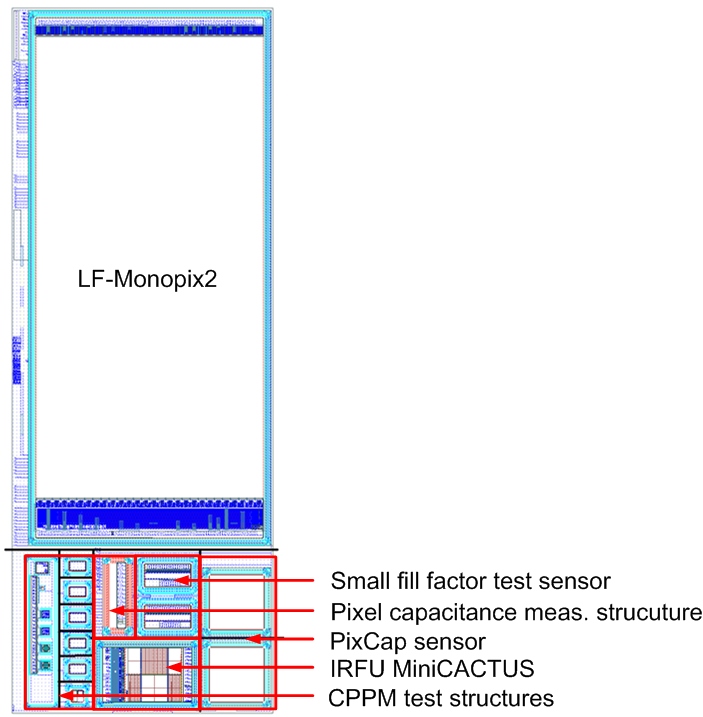 LF-Monopix2
Small fill factor test sensor
Pixel capacitance meas. strucuture
PixCap sensor
IRFU MiniCACTUS
CPPM test structures